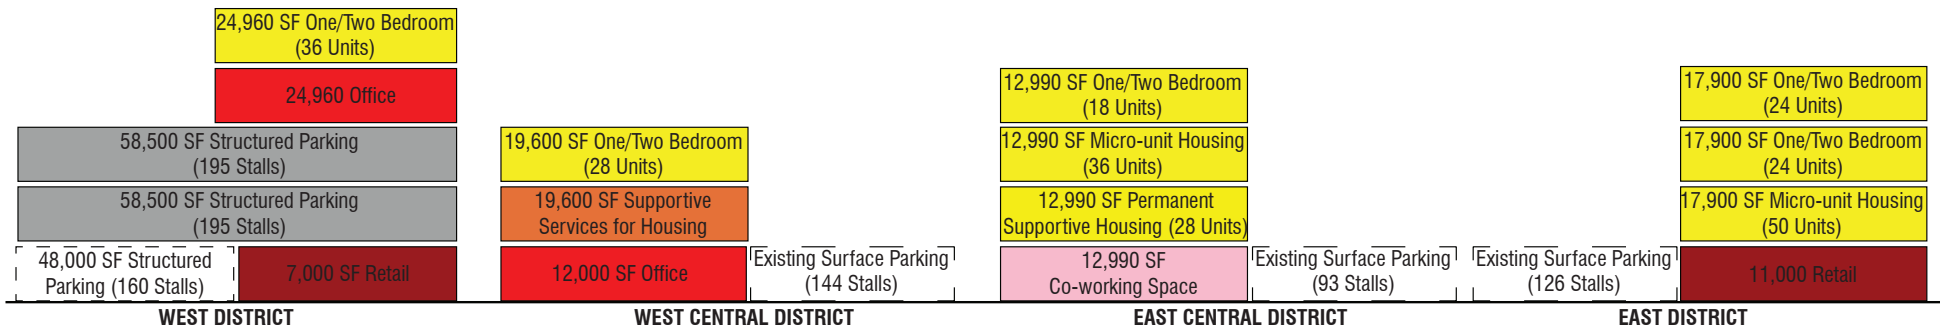 24,960 SF One/Two Bedroom
(36 Units)
24,960 Office
58,500 SF Structured Parking
(195 Stalls)
58,500 SF Structured Parking
(195 Stalls)
48,000 SF Structured
Parking (160 Stalls)
7,000 SF Retail
WEST DISTRICT
19,600 SF One/Two Bedroom
(28 Units)
19,600 SF Supportive
Services for Housing
12,000 SF Office
Existing Surface Parking
(144 Stalls)
WEST CENTRAL DISTRICT
12,990 SF One/Two Bedroom
(18 Units)
12,990 SF Micro-unit Housing
(36 Units)
12,990 SF Permanent
Supportive Housing (28 Units)
12,990 SF
Co-working Space
Existing Surface Parking
(93 Stalls)
EAST CENTRAL DISTRICT
17,900 SF One/Two Bedroom
(24 Units)
17,900 SF One/Two Bedroom
(24 Units)
17,900 SF Micro-unit Housing
(50 Units)
Existing Surface Parking
(126 Stalls)
11,000 Retail
EAST DISTRICT